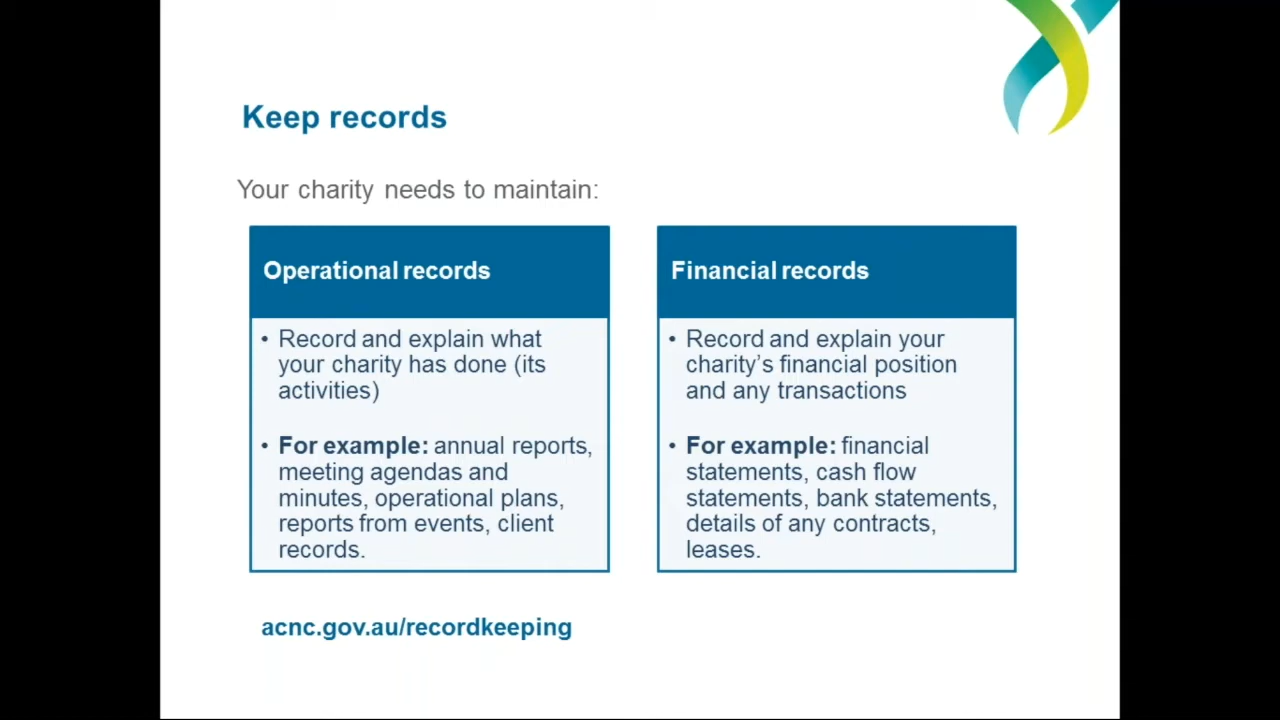 Keep records
Your charity needs to maintain:
Operational records
• Record and explain what
your charity has done (its
activities)
• For example: annual reports,
meeting agendas and
minutes, operational plans,
reports from events, client
records.
Financial records
• Record and explain your
charity’s financial position
and any transactions
• For example: financial
statements, cash flow
statements, bank statements,
details of any contracts,
leases.
acnc.gov.au/recordkeeping